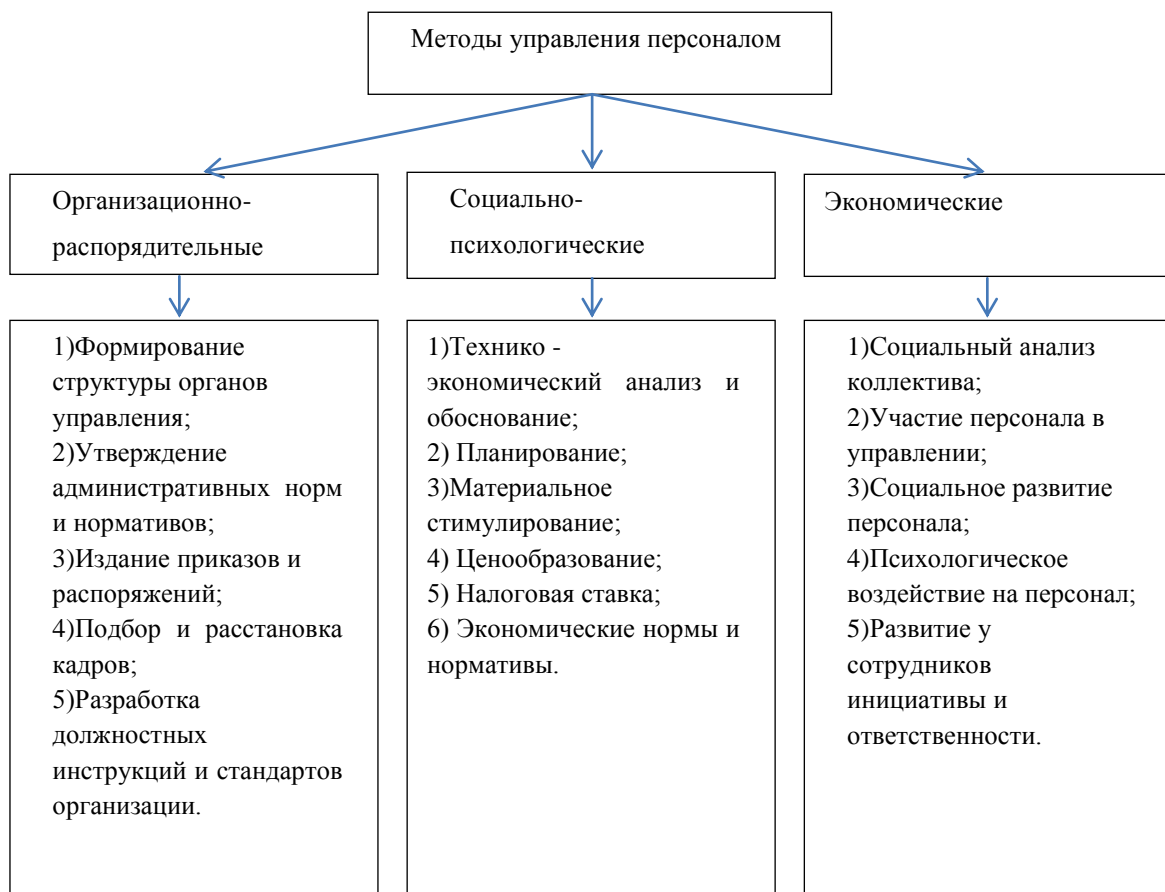 Методы управления персоналом
Организационно-
распорядительные
Социально-
психологические
Экономические
1)Формирование
структуры органов
управления;
2)Утверждение
административных норм
и нормативов;
3)Издание приказов и
распоряжений;
4)Подбор и расстановка
кадров;
5)Разработка
должностных
инструкций и стандартов
организации.
1)Технико -
экономический анализ и
обоснование;
2) Планирование;
3)Материальное
стимулирование;
4) Ценообразование;
5) Налоговая ставка;
6) Экономические нормы и
нормативы.
1)Социальный анализ
коллектива;
2)Участие персонала в
управлении;
3)Социальное развитие
персонала;
4)Психологическое
воздействие на персонал;
5)Развитие у
сотрудников
инициативы и
ответственности.